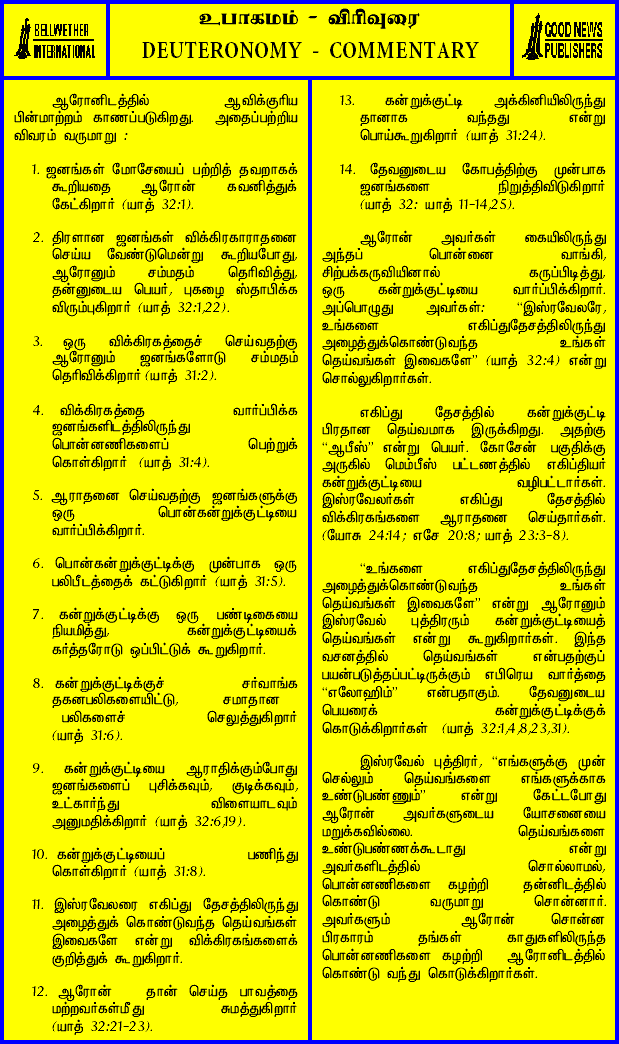 BELLWETHER
INTERNATIONAL
உபாகமம் - விரிவுரை
DEUTERONOMY - COMMENTARY
GOOD NEWS
PUBLISHERS
ஆரோனிடத்தில் ஆவிக்குரிய
பின்மாற்றம் காணப்படுகிறது. அதைப்பற்றிய
விவரம் வருமாறு :
1. ஜனங்கள் மோசேயைப் பற்றித் தவறாகக்
கூறியதை ஆரோன் கவனித்துக்
கேட்கிறார் (யாத் 32:1).
2. திரளான ஜனங்கள் விக்கிரகாராதனை
செய்ய வேண்டுமென்று கூறியபோது,
ஆரோனும் சம்மதம் தெரிவித்து,
தன்னுடைய பெயர், புகழை ஸ்தாபிக்க
விரும்புகிறார் (யாத் 32:1,22).
3. ஒரு விக்கிரகத்தைச் செய்வதற்கு
ஆரோனும் ஜனங்களோடு சம்மதம்
தெரிவிக்கிறார் (யாத் 31:2).
4. விக்கிரகத்தை வார்ப்பிக்க
ஜனங்களிடத்திலிருந்து
பொன்னணிகளைப் பெற்றுக்
கொள்கிறார் (யாத் 31:4).
5. ஆராதனை செய்வதற்கு ஜனங்களுக்கு
ஒரு பொன்கன்றுக்குட்டியை
வார்ப்பிக்கிறார்.
6. பொன்கன்றுக்குட்டிக்கு முன்பாக ஒரு
பலிபீடத்தைக் கட்டுகிறார் (யாத் 31:5).
7. கன்றுக்குட்டிக்கு ஒரு பண்டிகையை
நியமித்து, கன்றுக்குட்டியைக்
கர்த்தரோடு ஒப்பிட்டுக் கூறுகிறார்.
8. கன்றுக்குட்டிக்குச் சர்வாங்க
தகனபலிகளையிட்டு, சமாதான
பலிகளைச் செலுத்துகிறார்
(யாத் 31:6).
9. கன்றுக்குட்டியை ஆராதிக்கும்போது
ஜனங்களைப் புசிக்கவும், குடிக்கவும்,
உட்கார்ந்து விளையாடவும்
அனுமதிக்கிறார் (யாத் 32:6,19).
10. கன்றுக்குட்டியைப் பணிந்து
கொள்கிறார் (யாத் 31:8).
11. இஸ்ரவேலரை எகிப்து தேசத்திலிருந்து
அழைத்துக் கொண்டுவந்த தெய்வங்கள்
இவைகளே என்று விக்கிரகங்களைக்
குறித்துக் கூறுகிறார்.
12. ஆரோன் தான் செய்த பாவத்தை
மற்றவர்கள்மீது சுமத்துகிறார்
(யாத் 32:21-23).
13. கன்றுக்குட்டி அக்கினியிலிருந்து
தானாக வந்தது என்று
பொய்கூறுகிறார் (யாத் 31:24).
14. தேவனுடைய கோபத்திற்கு முன்பாக
ஜனங்களை நிறுத்திவிடுகிறார்
(யாத் 32: யாத் 11-14,25).
ஆரோன் அவர்கள் கையிலிருந்து
அந்தப் பொன்னை வாங்கி,
சிற்பக்கருவியினால் கருப்பிடித்து,
ஒரு கன்றுக்குட்டியை வார்ப்பிக்கிறார்.
அப்பொழுது அவர்கள்: “இஸ்ரவேலரே,
உங்களை எகிப்துதேசத்திலிருந்து
அழைத்துக்கொண்டுவந்த உங்கள்
தெய்வங்கள் இவைகளே” (யாத் 32:4) என்று
சொல்லுகிறார்கள்.
எகிப்து தேசத்தில் கன்றுக்குட்டி
பிரதான தெய்வமாக இருக்கிறது. அதற்கு
“ஆபீஸ்” என்று பெயர். கோசேன் பகுதிக்கு
அருகில் மெம்பீஸ் பட்டணத்தில் எகிப்தியர்
கன்றுக்குட்டியை வழிபட்டார்கள்.
இஸ்ரவேலர்கள் எகிப்து தேசத்தில்
விக்கிரகங்களை ஆராதனை செய்தார்கள்.
(யோசு 24:14; எசே 20:8; யாத் 23:3-8).
“உங்களை எகிப்துதேசத்திலிருந்து
அழைத்துக்கொண்டுவந்த உங்கள்
தெய்வங்கள் இவைகளே” என்று ஆரோனும்
இஸ்ரவேல் புத்திரரும் கன்றுக்குட்டியைத்
தெய்வங்கள் என்று கூறுகிறார்கள். இந்த
வசனத்தில் தெய்வங்கள் என்பதற்குப்
பயன்படுத்தப்பட்டிருக்கும் எபிரெய வார்த்தை
“எலோஹிம்” என்பதாகும். தேவனுடைய
பெயரைக் கன்றுக்குட்டிக்குக்
கொடுக்கிறார்கள் (யாத் 32:1,4,8,23,31).
இஸ்ரவேல் புத்திரர், “எங்களுக்கு முன்
செல்லும் தெய்வங்களை எங்களுக்காக
உண்டுபண்ணும்” என்று கேட்டபோது
ஆரோன் அவர்களுடைய யோசனையை
மறுக்கவில்லை. தெய்வங்களை
உண்டுபண்ணக்கூடாது என்று
அவர்களிடத்தில் சொல்லாமல்,
பொன்னணிகளை கழற்றி தன்னிடத்தில்
கொண்டு வருமாறு சொன்னார்.
அவர்களும் ஆரோன் சொன்ன
பிரகாரம் தங்கள் காதுகளிலிருந்த
பொன்னணிகளை கழற்றி ஆரோனிடத்தில்
கொண்டு வந்து கொடுக்கிறார்கள்.